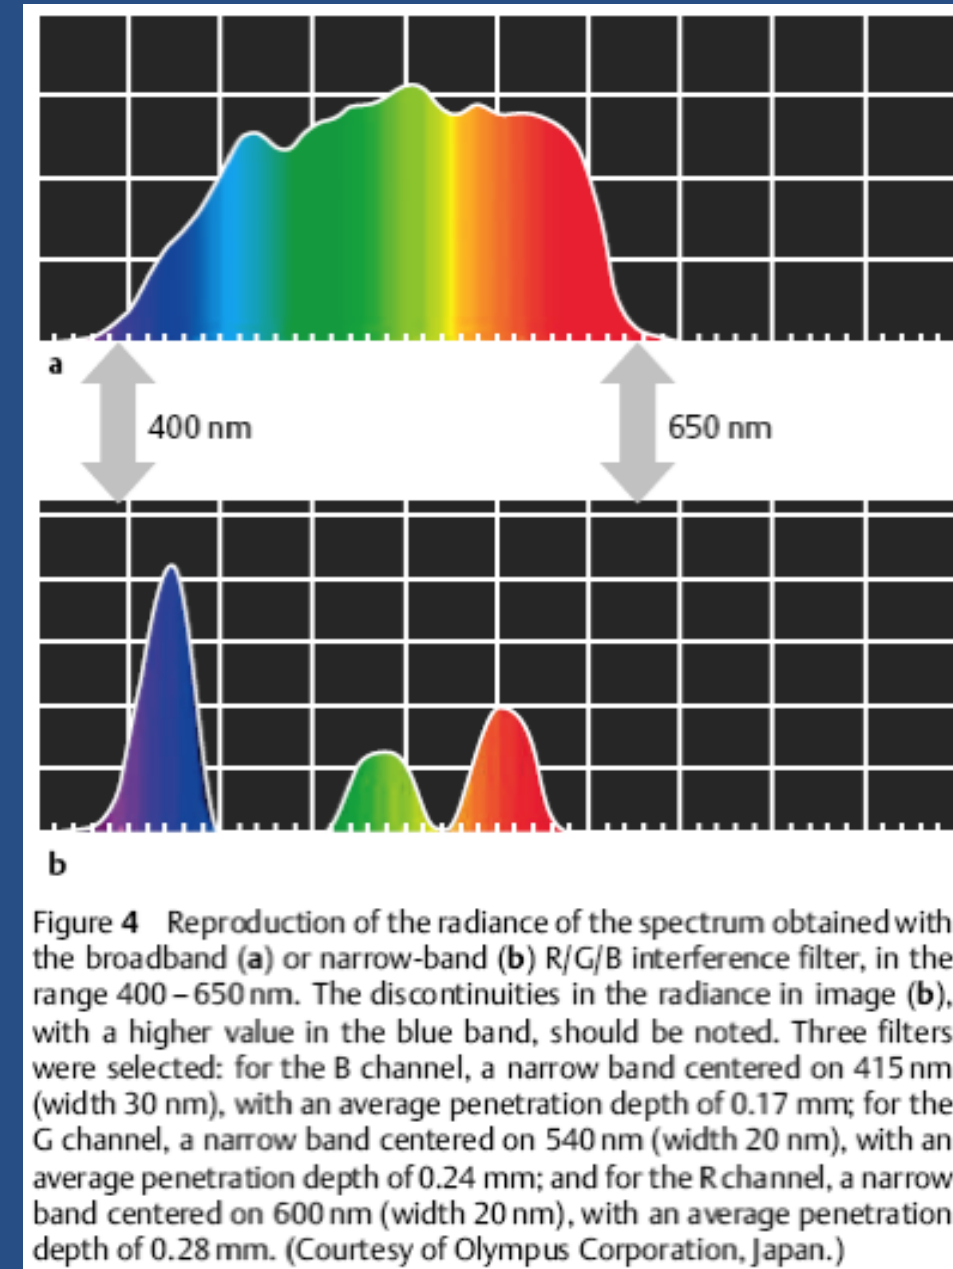 a
400 nm
650 nm
b
Figure 4 Reproduction of the radiance of the spectrum obtained with
the broadband (a) or narrow-band (b) R/G/B interference filter, in the
range 400 – 650 nm. The discontinuities in the radiance in image (b),
with a higher value in the blue band, should be noted. Three filters
were selected: for the B channel, a narrow band centered on 415 nm
(width 30 nm), with an average penetration depth of 0.17 mm; for the
G channel, a narrow band centered on 540 nm (width 20 nm), with an
average penetration depth of 0.24 mm; and for the R channel, a narrow
band centered on 600 nm (width 20 nm), with an average penetration
depth of 0.28 mm. (Courtesy of Olympus Corporation, Japan.)